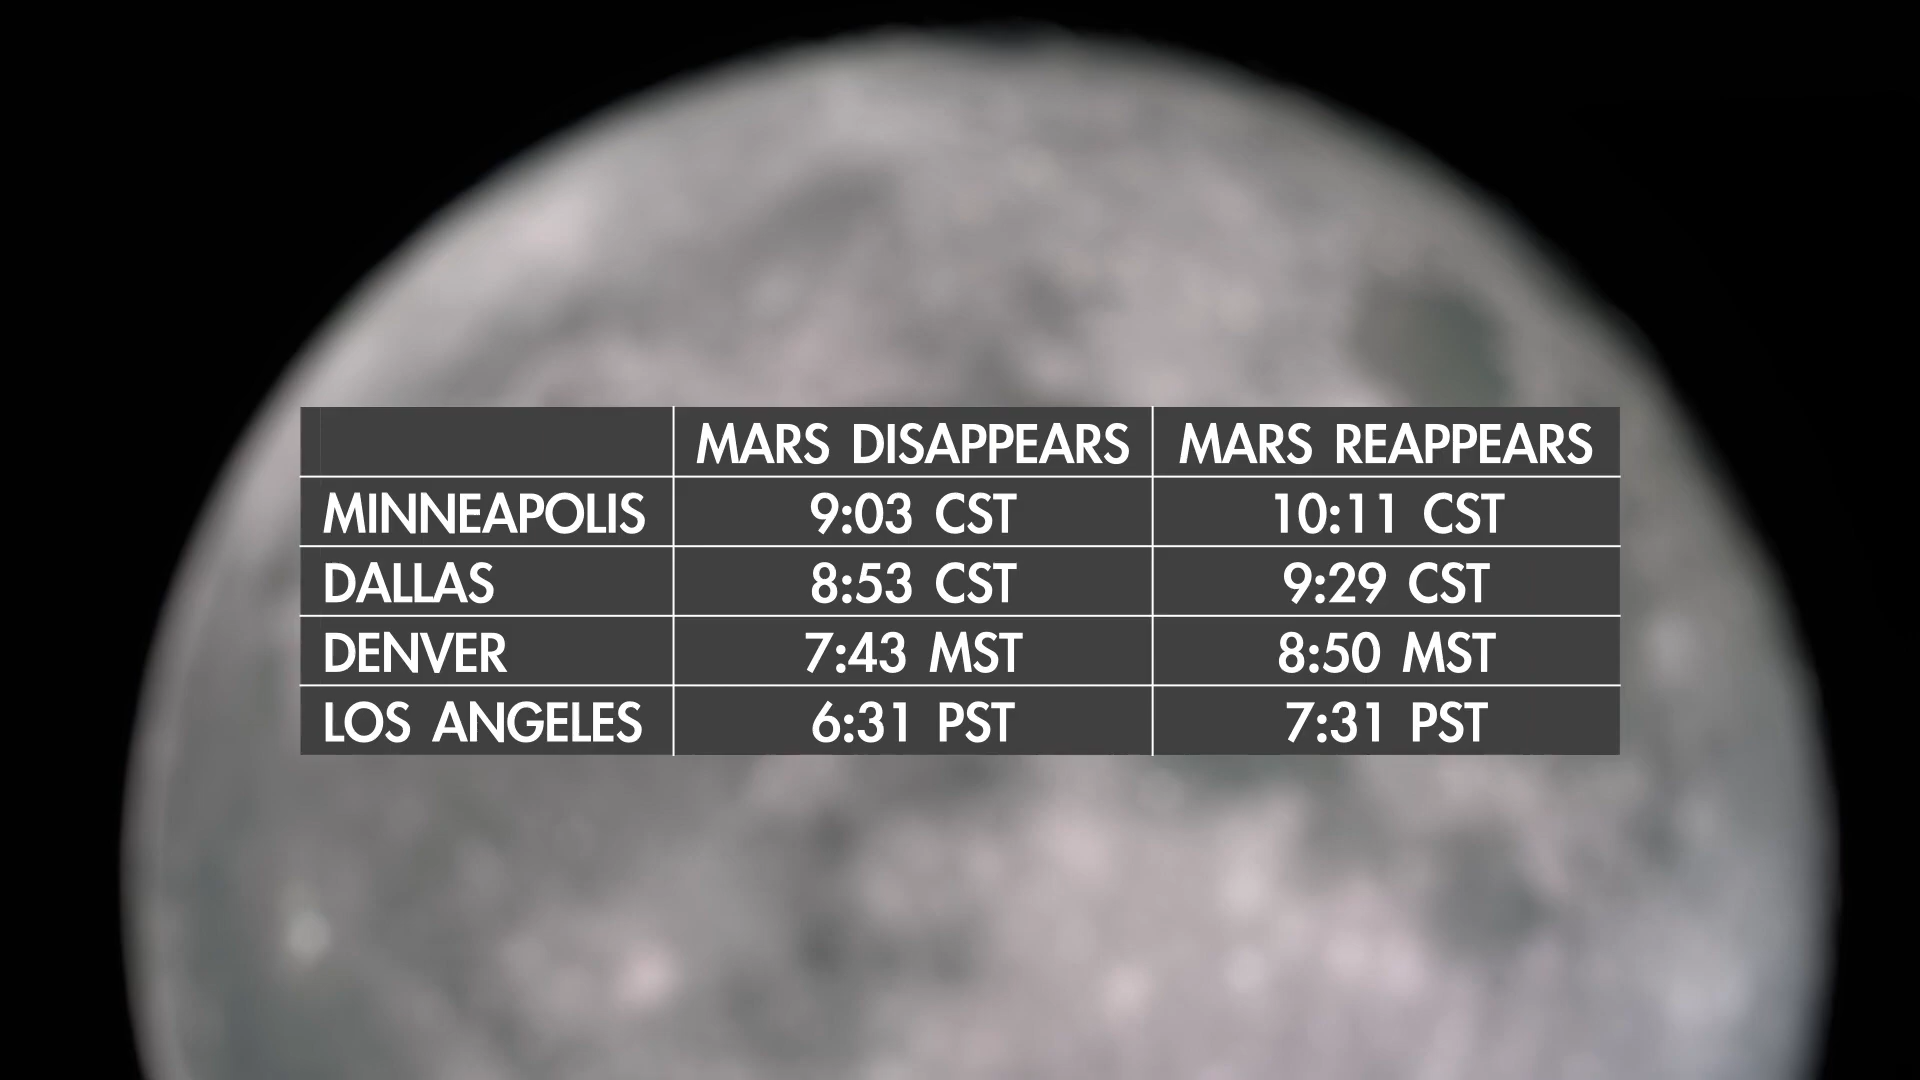 MARS DISAPPEARS MARS REAPPEARS
MINNEAPOLIS 9:03 CST 10:11 CST
DALLAS 8:53 CST 9:29 CST
DENVER 7:43 MST 8:50 MST
LOS ANGELES 6:31 PST 7:31 PST